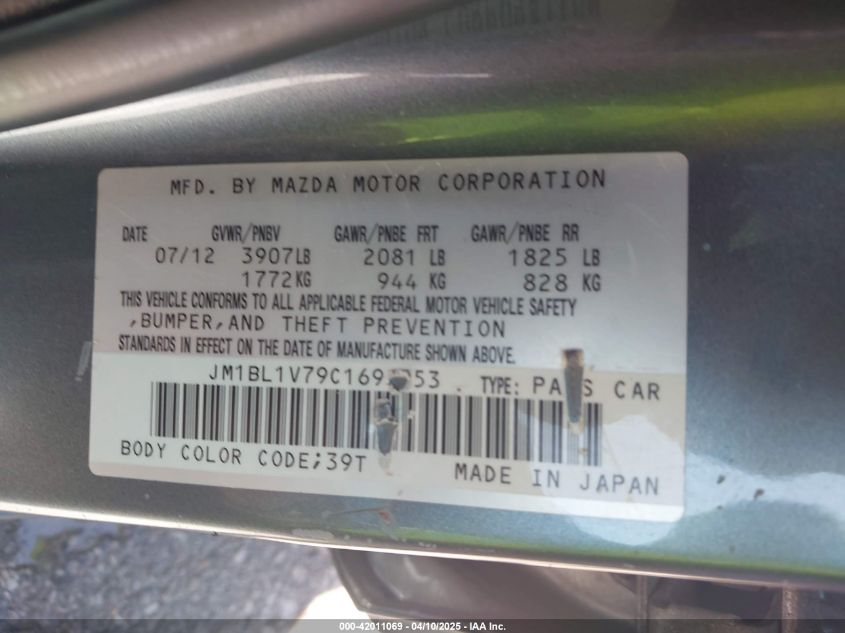 MFD. BY MAZDA MOTOR CORPORATION
DATE GVWR/PNBV GAWR/PNBE FRT GAWR/PNBE RR
07/12 3907LB 2081 LB 1825 LB
1772KG 944 KG 828 KG
THIS VEHICLE CONFORMS TO ALL APPLICABLE FEDERAL MOTOR VEHICLE SAFETY
,BUMPER,AND THEFT PREVENTION
STANDARDS IN EFFECT ON THE DATE OF MANUFACTURE SHOWN ABOVE.
TYPE: CAR
BODY COLOR CODE;39T
MADE IN JAPAN
000-42011069 - 04/10/2025 - IAA Inc.